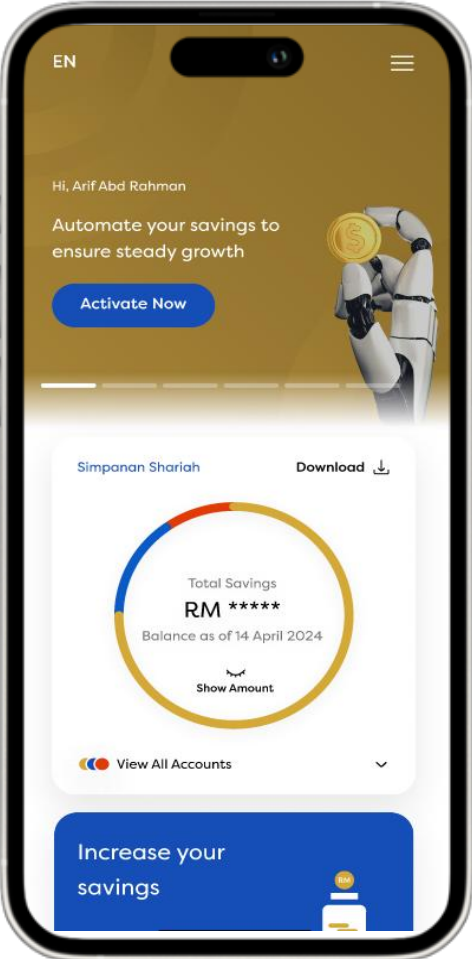 EN
Hi, Arif Abd Rahman
Automate your savings to
ensure steady growth
Activate Now
Simpanan Shariah
Download
Total Savings
RM *****
Balance as of 14 April 2024
Show Amount
View All Accounts
Increase your
savings
RM